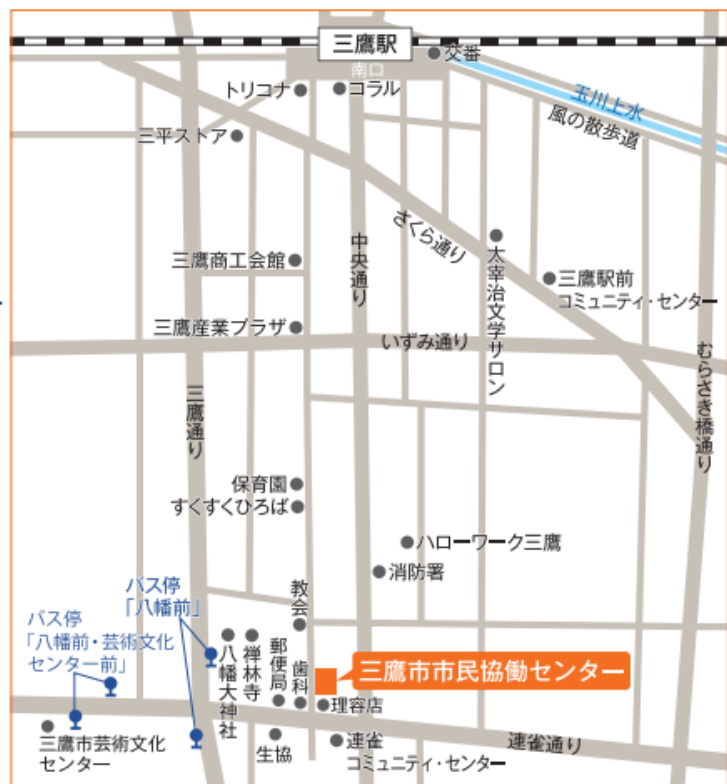 三鷹駅
南口
交番
トリコナ
コラル
玉川上水
風の散歩道
三平ストア
さくら通り
中央通り
太宰治文学サロン
三鷹商工会館
三鷹駅前
コミュニティ・センター
三鷹産業プラザ
いずみ通り
むらさき橋通り
三鷹通り
保育園
すくすくひろば
ハローワーク三鷹
消防署
教会
バス停
「八幡前」
バス停
「八幡前・芸術文化
センター前」
八幡大神社
禅林寺
郵便局
歯科
三鷹市市民協働センター
理容店
三鷹市芸術文化
センター
生協
連雀
コミュニティ・センター
連雀通り